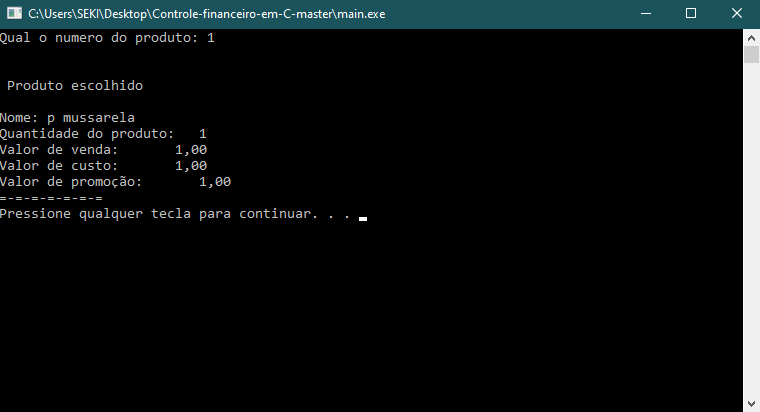 C:\Users\SEKI\Desktop\Controle-financeiro-em-C-master\main.exe
Qual o numero do produto: 1
Produto escolhido
Nome: p mussarela
Quantidade do produto:   1
Valor de venda:       1,00
Valor de custo:       1,00
Valor de promoção:       1,00
=-=-=-=-=-=-=
Pressione qualquer tecla para continuar. . .